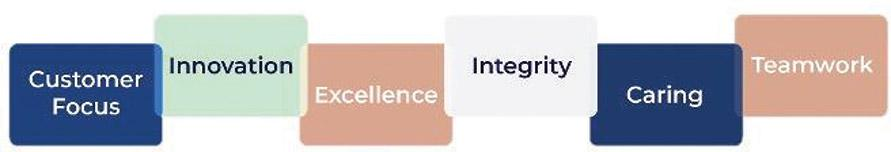 Customer
Focus
Innovation
Excellence
Integrity
Caring
Teamwork